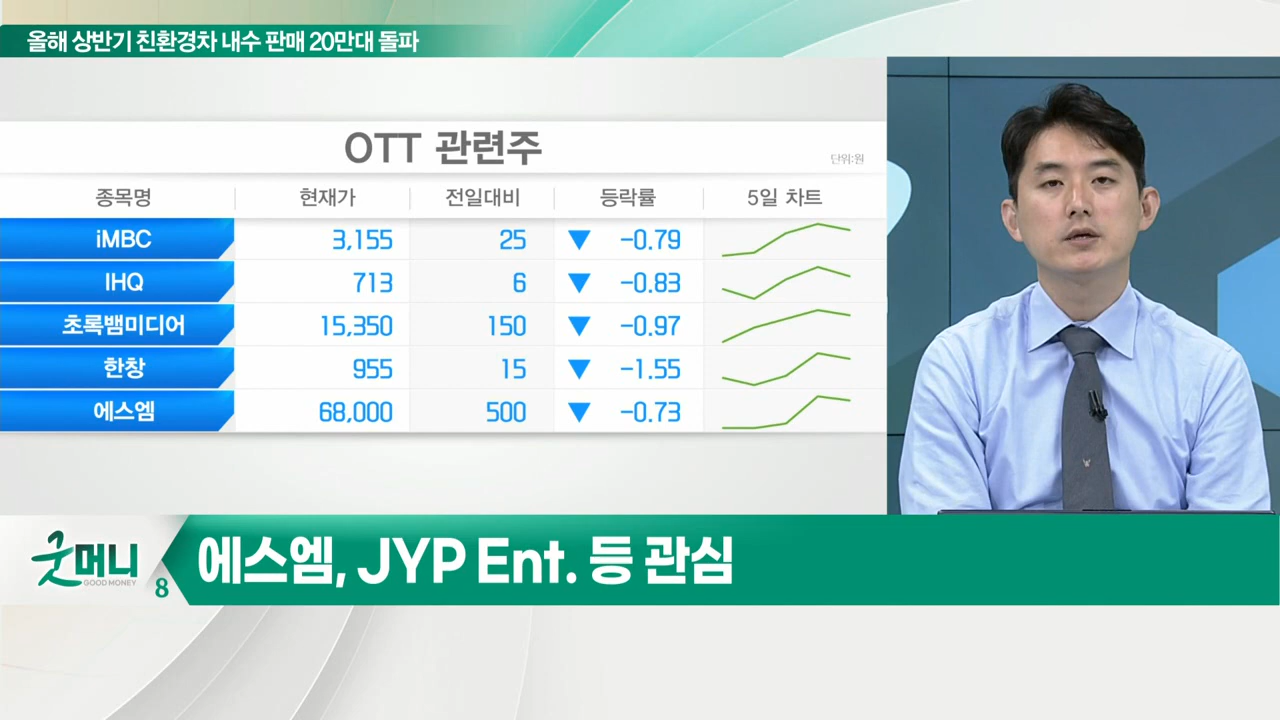 올해 상반기 친환경차 내수 판매 20만대 돌파
OTT 관련주
단위:원
종목명 현재가 전일대비 등락률 5일 차트
iMBC 3,155 25 ▼ -0.79
IHQ 713 6 ▼ -0.83
초록뱀미디어 15,350 150 ▼ -0.97
한창 955 15 ▼ -1.55
에스엠 68,000 500 ▼ -0.73
굿머니
GOOD MONEY
8
에스엠, JYP Ent. 등 관심